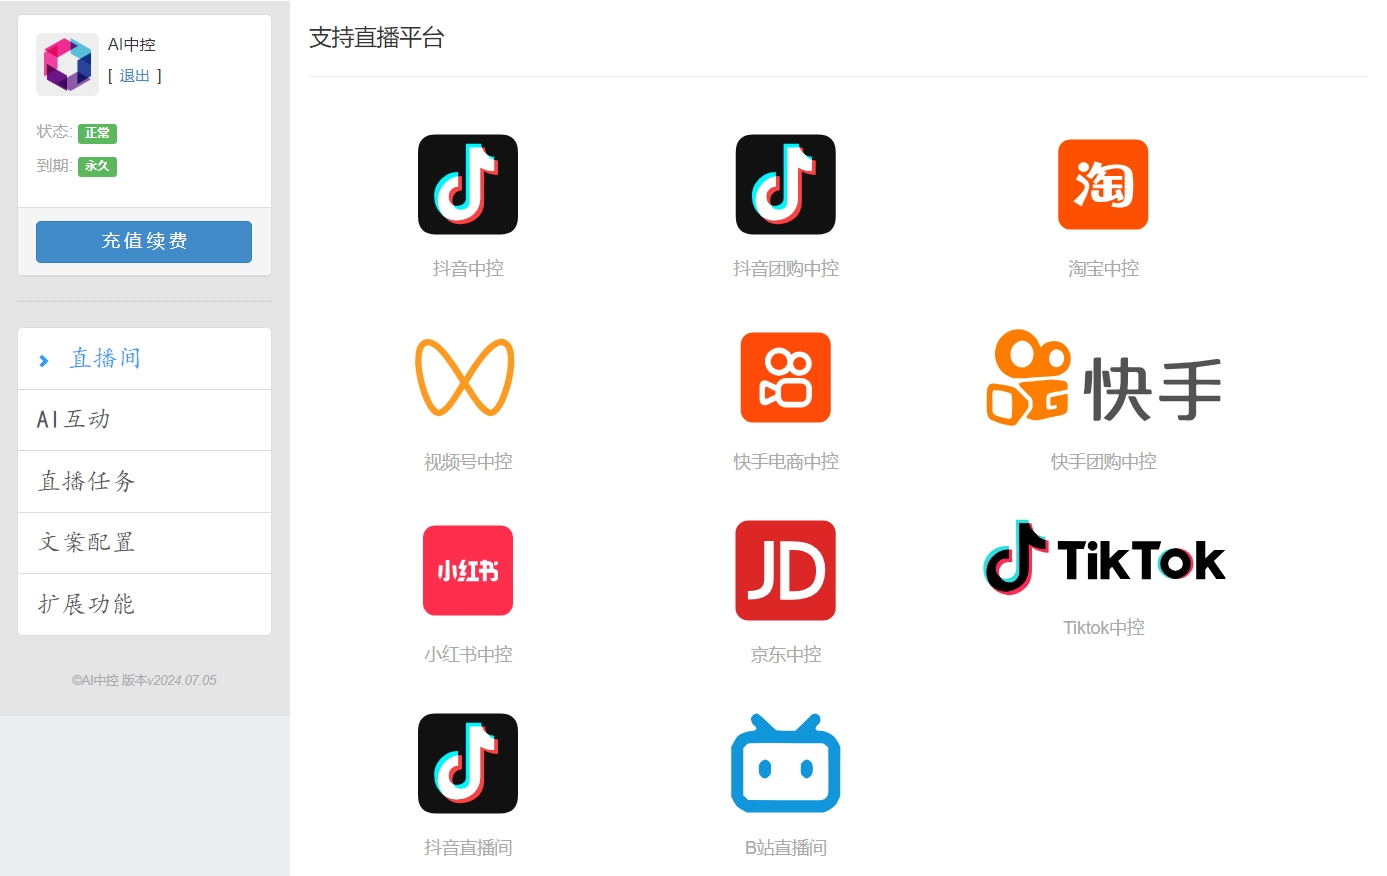 AI中控
[ 退出 ]
状态: 正常
到期: 永久
充值续费
直播间
AI互动
直播任务
文案配置
扩展功能
©AI中控 版本v2024.07.05
支持直播平台
抖音中控
抖音团购中控
淘
淘宝中控
视频号中控
快手电商中控
快手
快手团购中控
小红书
小红书中控
JD
京东中控
TikTok
Tiktok中控
抖音直播间
B站直播间